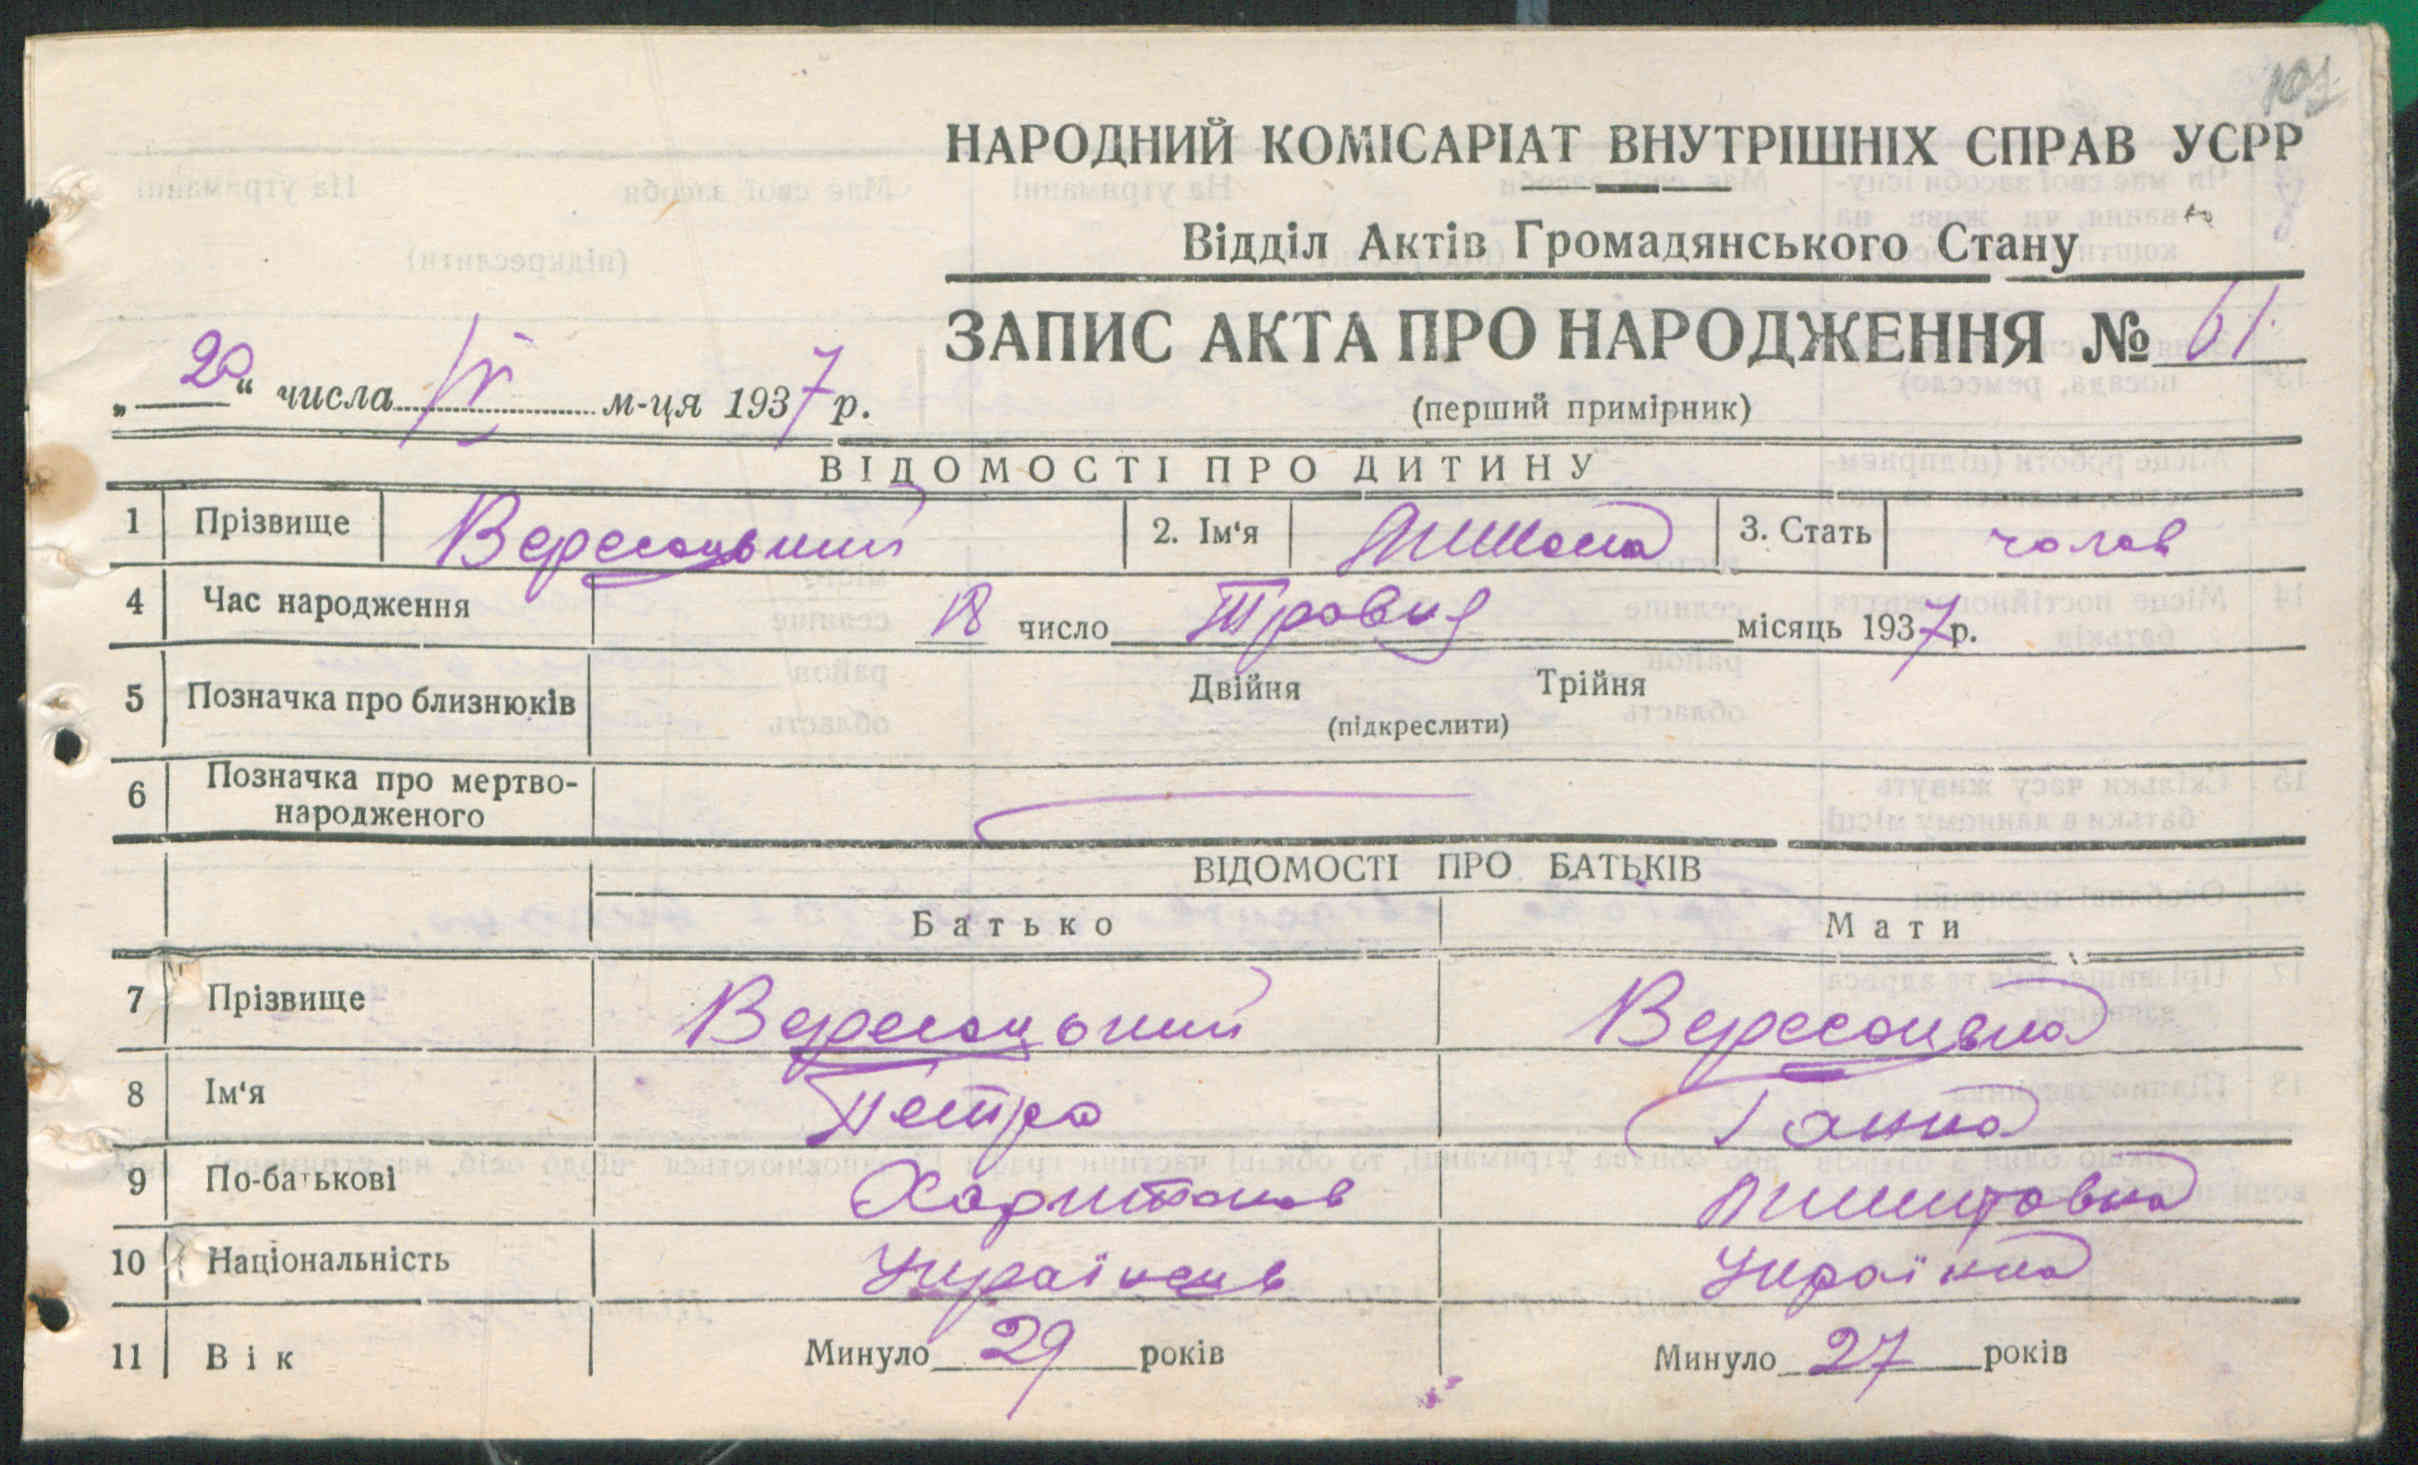 101
НАРОДНИЙ КОМІСАРІАТ ВНУТРІШНІХ СПРАВ УСРР
Відділ Актів Громадянського Стану
ЗАПИС АКТА ПРО НАРОДЖЕННЯ № 61
„20“ числа IX м-ця 1937 р.
(перший примірник)
ВІДОМОСТІ ПРО ДИТИНУ
1 Прізвище Вересоцький 2. Ім'я Микола 3. Стать чолов
4 Час народження 18 число Травня місяць 1937 р.
5 Позначка про близнюків Двійня Трійня
(підкреслити)
6 Позначка про мертво-
народженого
ВІДОМОСТІ ПРО БАТЬКІВ
Батько Мати
7 Прізвище Вересоцький Вересоцька
8 Ім'я Петро Ганна
9 По-батькові Харитонов Дмитровна
10 Національність Українець Українка
11 Вік Минуло 29 років Минуло 27 років